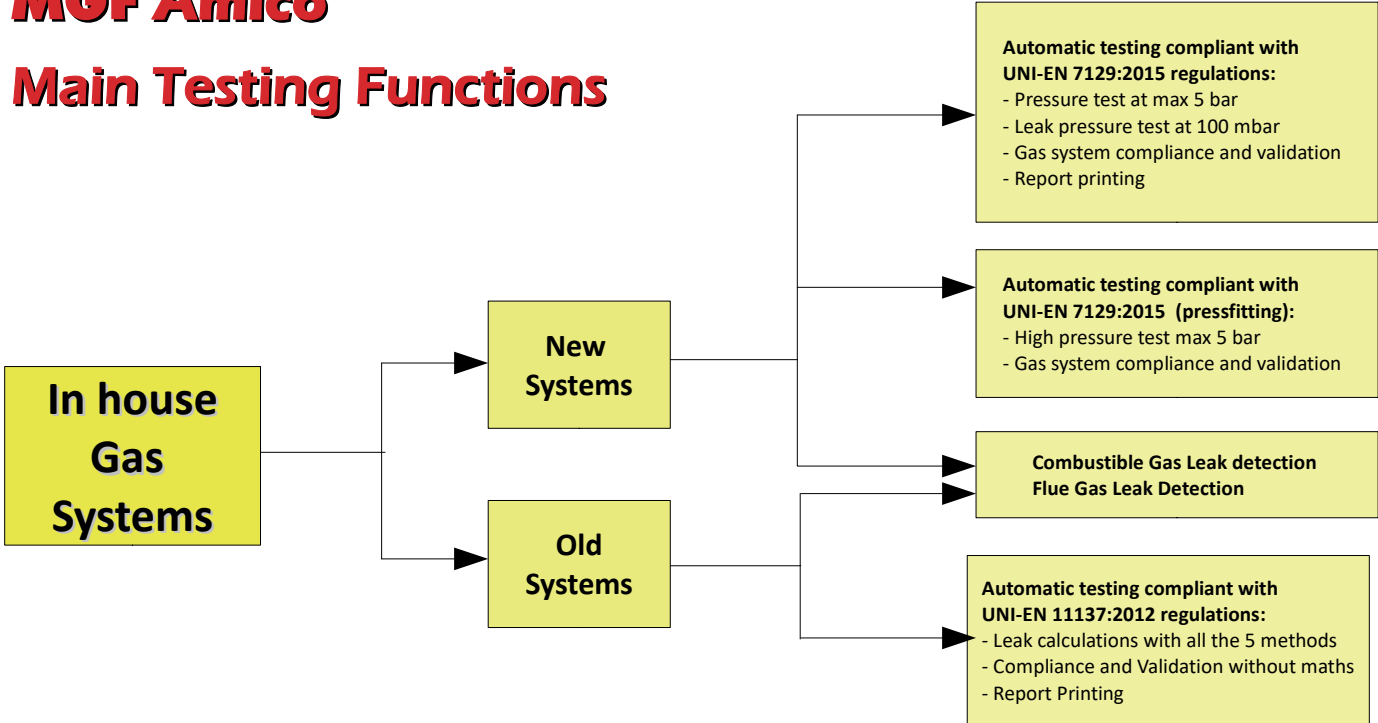 MGF Amico
Main Testing Functions
In house
Gas
Systems
New
Systems
Old
Systems
Automatic testing compliant with
UNI-EN 7129:2015 regulations:
- Pressure test at max 5 bar
- Leak pressure test at 100 mbar
- Gas system compliance and validation
- Report printing
Automatic testing compliant with
UNI-EN 7129:2015 (pressfitting):
- High pressure test max 5 bar
- Gas system compliance and validation
Combustible Gas Leak detection
Flue Gas Leak Detection
Automatic testing compliant with
UNI-EN 11137:2012 regulations:
- Leak calculations with all the 5 methods
- Compliance and Validation without maths
- Report Printing